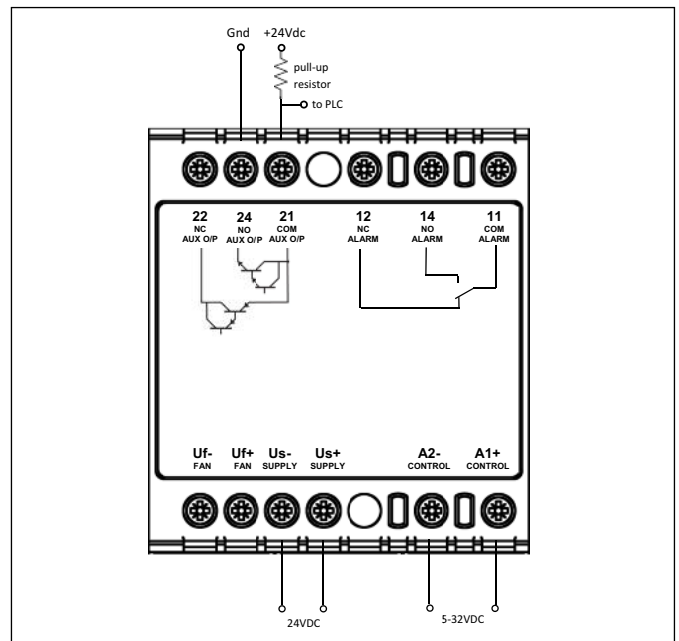 Gnd +24Vdc
pull-up
resistor
to PLC
22 24 21 12 14 11
NC NO COM NC NO COM
AUX O/P AUX O/P AUX O/P ALARM ALARM ALARM
Uf- Uf+ Us- Us+ A2- A1+
FAN FAN SUPPLY SUPPLY CONTROL CONTROL
24VDC 5-32VDC